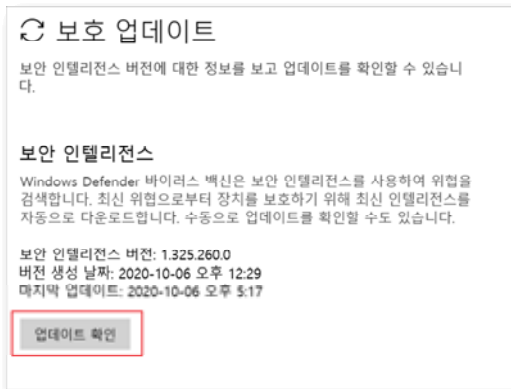 보호 업데이트
보안 인텔리전스 버전에 대한 정보를 보고 업데이트를 확인할 수 있습니
다.
보안 인텔리전스
Windows Defender 바이러스 백신은 보안 인텔리전스를 사용하여 위협을
검색합니다. 최신 위협으로부터 장치를 보호하기 위해 최신 인텔리전스를
자동으로 다운로드합니다. 수동으로 업데이트를 확인할 수도 있습니다.
보안 인텔리전스 버전: 1.325.260.0
버전 생성 날짜: 2020-10-06 오후 12:29
마지막 업데이트: 2020-10-06 오후 5:17
업데이트 확인